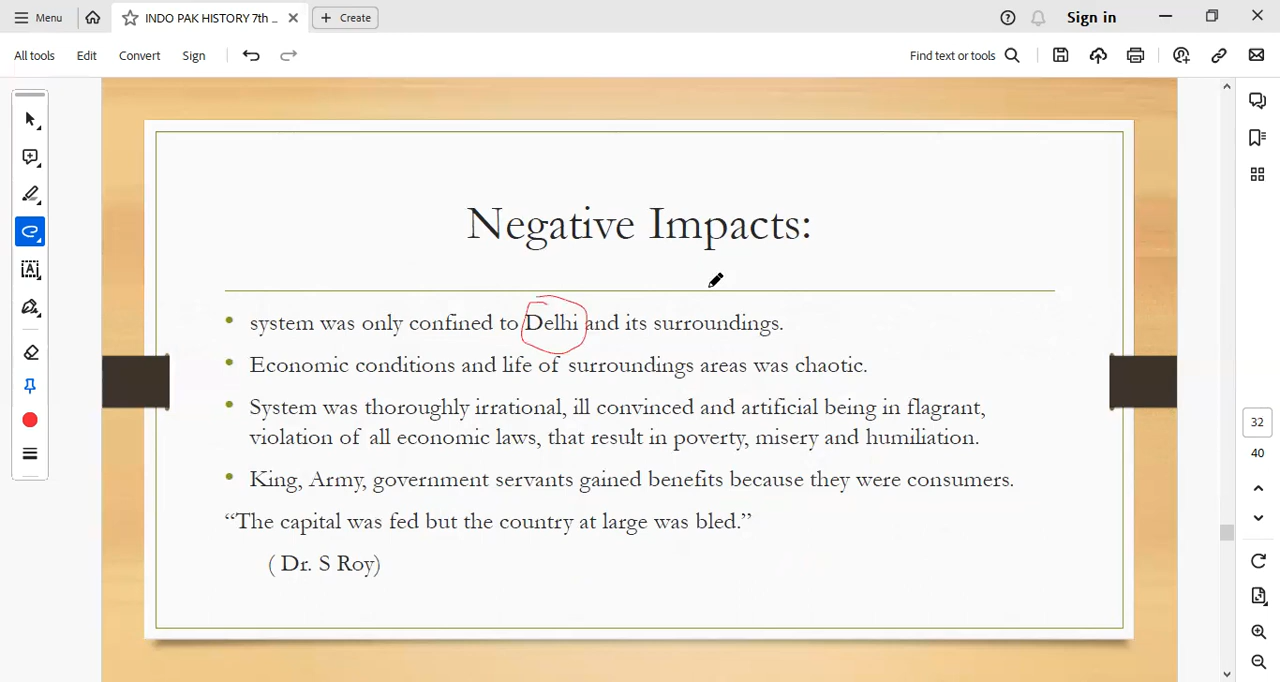 Menu
INDO PAK HISTORY 7th ...
Create
Sign in
All tools
Edit
Convert
Sign
Find text or tools
Negative Impacts:
• system was only confined to Delhi and its surroundings.
• Economic conditions and life of surroundings areas was chaotic.
• System was thoroughly irrational, ill convinced and artificial being in flagrant,
violation of all economic laws, that result in poverty, misery and humiliation.
• King, Army, government servants gained benefits because they were consumers.
“The capital was fed but the country at large was bled.”
( Dr. S Roy)
32
40